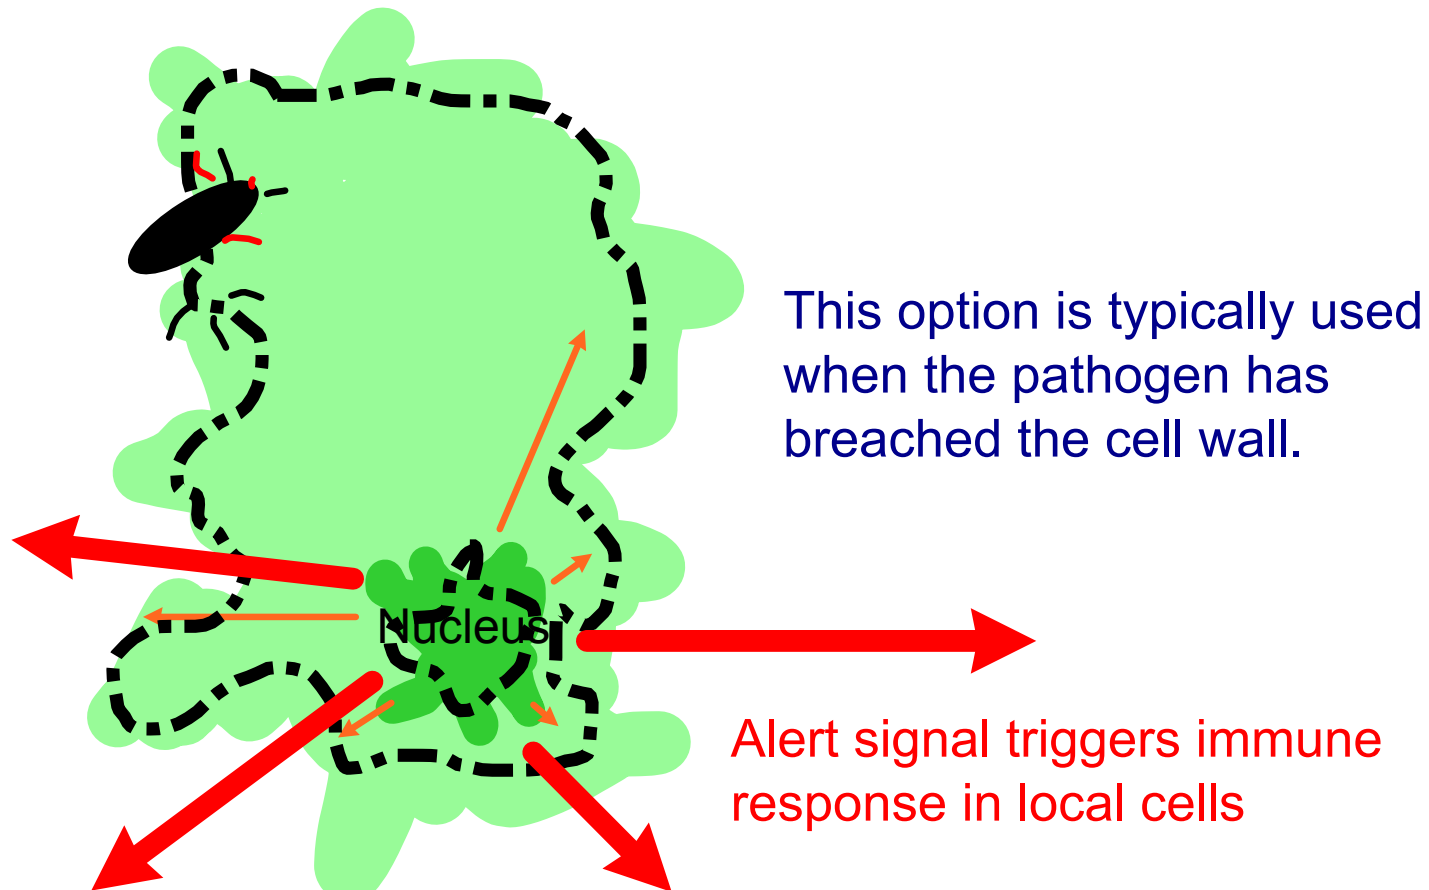 This option is typically used
when the pathogen has
breached the cell wall.
Nucleus
Alert signal triggers immune
response in local cells